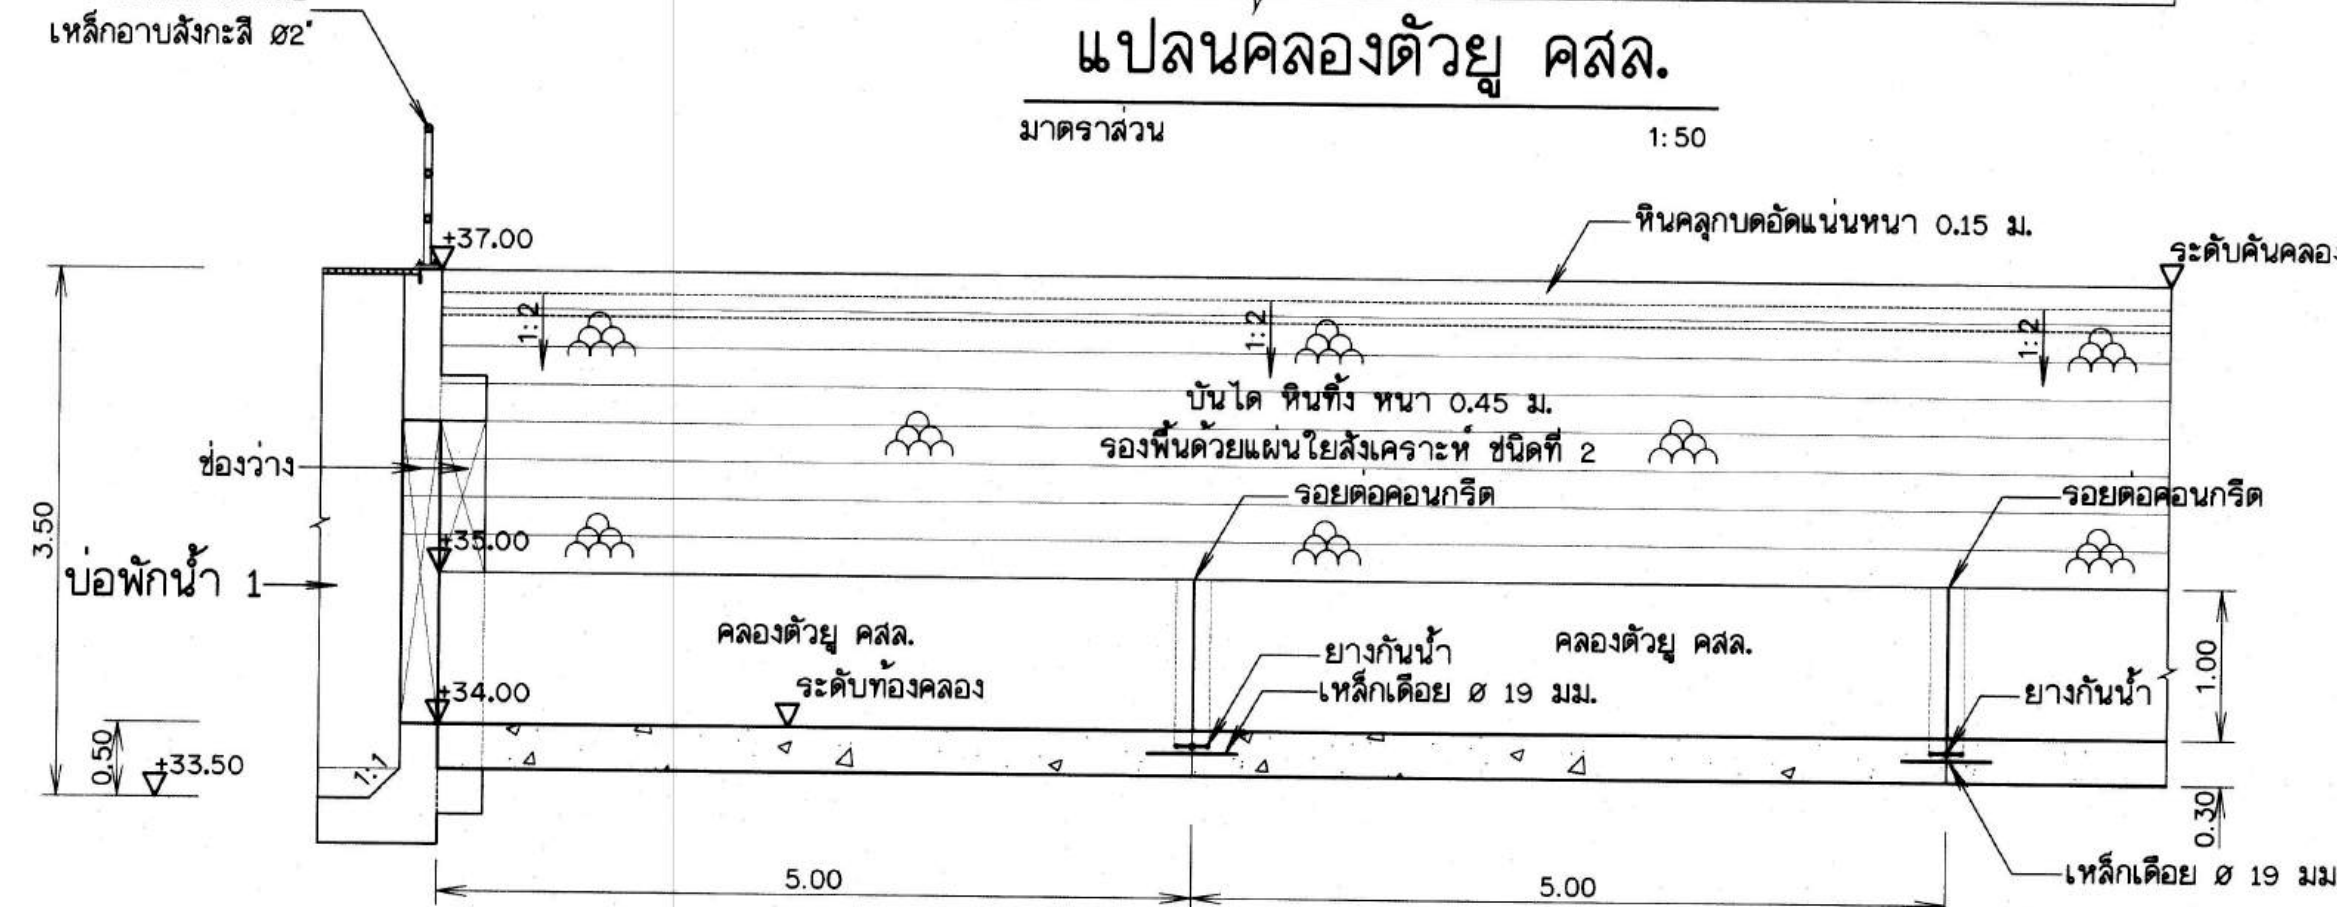 เหล็กอาบสังกะสี ø2"
แปลนคลองตัวยู คสล.
มาตราส่วน 1:50
หินคลุกบดอัดแน่นหนา 0.15 ม.
+37.00
ระดับคันคลอง
1:2
1:2
1:2
บันได หินทิ้ง หนา 0.45 ม.
รองพื้นด้วยแผ่นใยสังเคราะห์ ชนิดที่ 2
ช่องว่าง
รอยต่อคอนกรีต
รอยต่อคอนกรีต
3.50
+35.00
บ่อพักน้ำ 1
คลองตัวยู คสล.
ยางกันน้ำ
คลองตัวยู คสล.
1.00
ระดับท้องคลอง
+34.00
เหล็กเดือย ø 19 มม.
ยางกันน้ำ
0.50
+33.50
1:1
0.30
5.00
5.00
เหล็กเดือย ø 19 มม